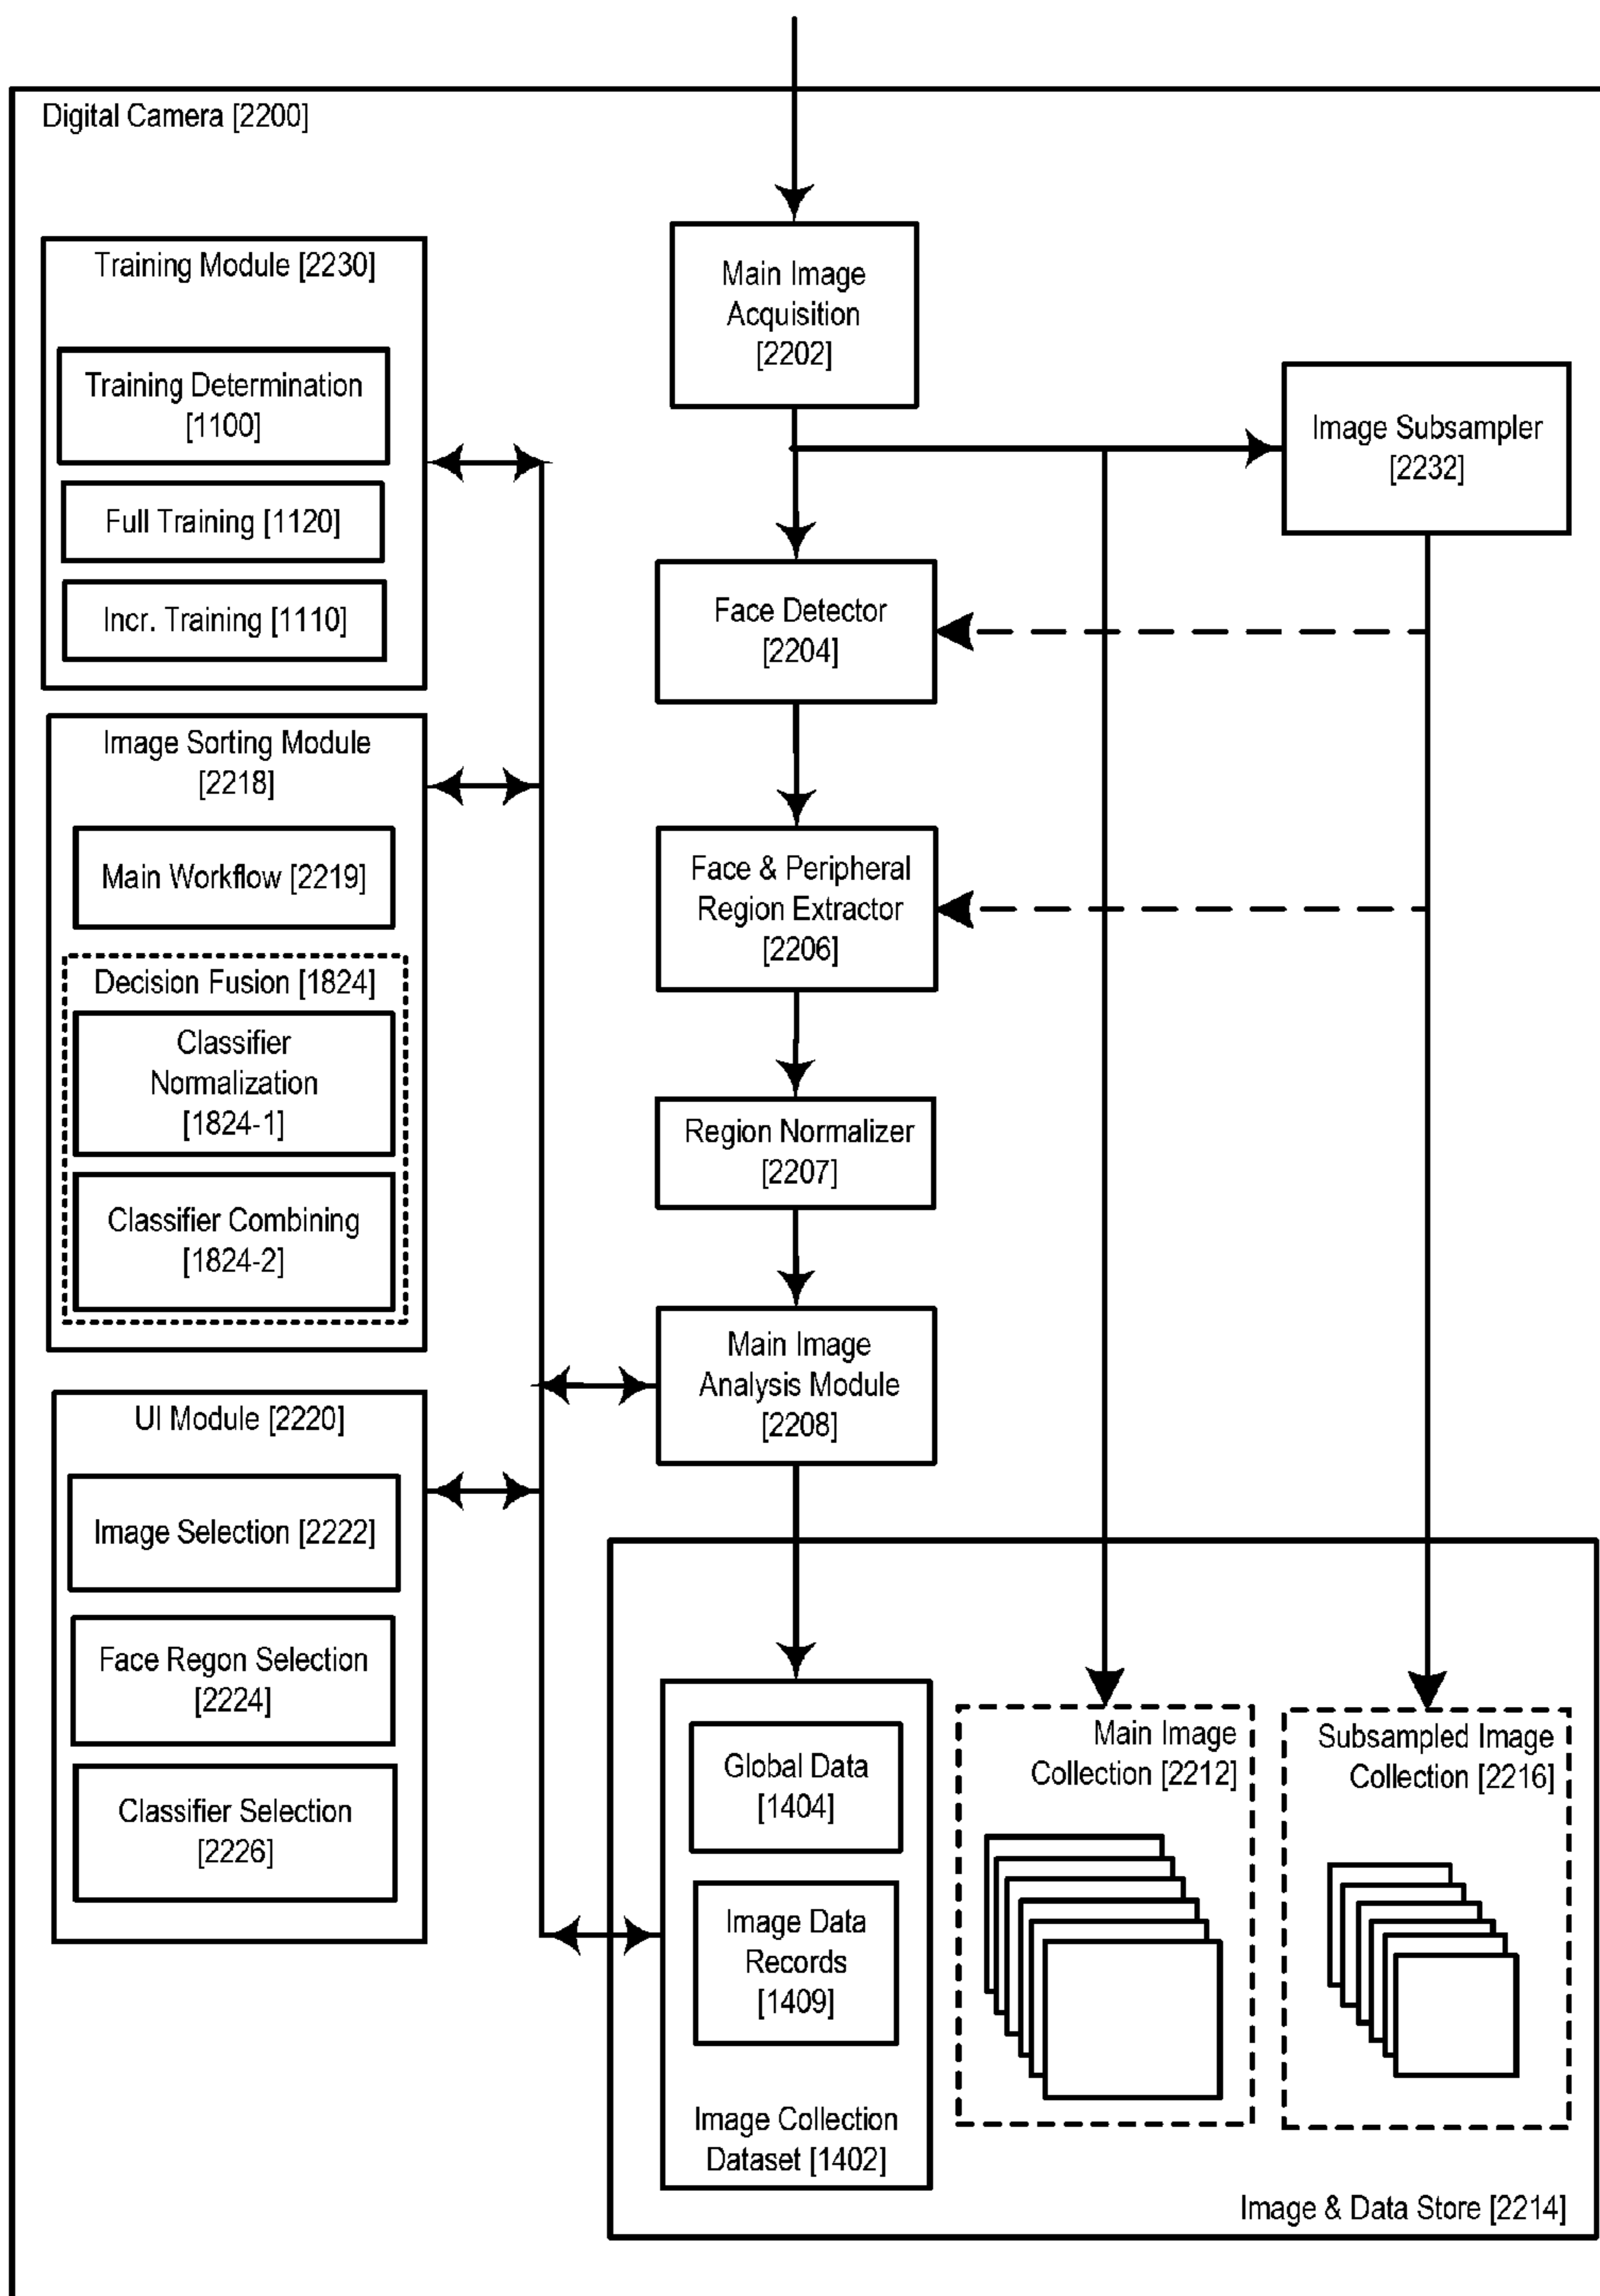 Digital Camera [2200]
Training Module [2230]
Training Determination
[1100]
Full Training [1120]
Incr. Training [1110]
Image Sorting Module
[2218]
Main Workflow [2219]
Decision Fusion [1824]
Classifier
Normalization
[1824-1]
Classifier Combining
[1824-2]
UI Module [2220]
Image Selection [2222]
Face Regon Selection
[2224]
Classifier Selection
[2226]
Main Image
Acquisition
[2202]
Image Subsampler
[2232]
Face Detector
[2204]
Face & Peripheral
Region Extractor
[2206]
Region Normalizer
[2207]
Main Image
Analysis Module
[2208]
Global Data
[1404]
Image Data
Records
[1409]
Image Collection
Dataset [1402]
Main Image
Collection [2212]
Subsampled Image
Collection [2216]
Image & Data Store [2214]